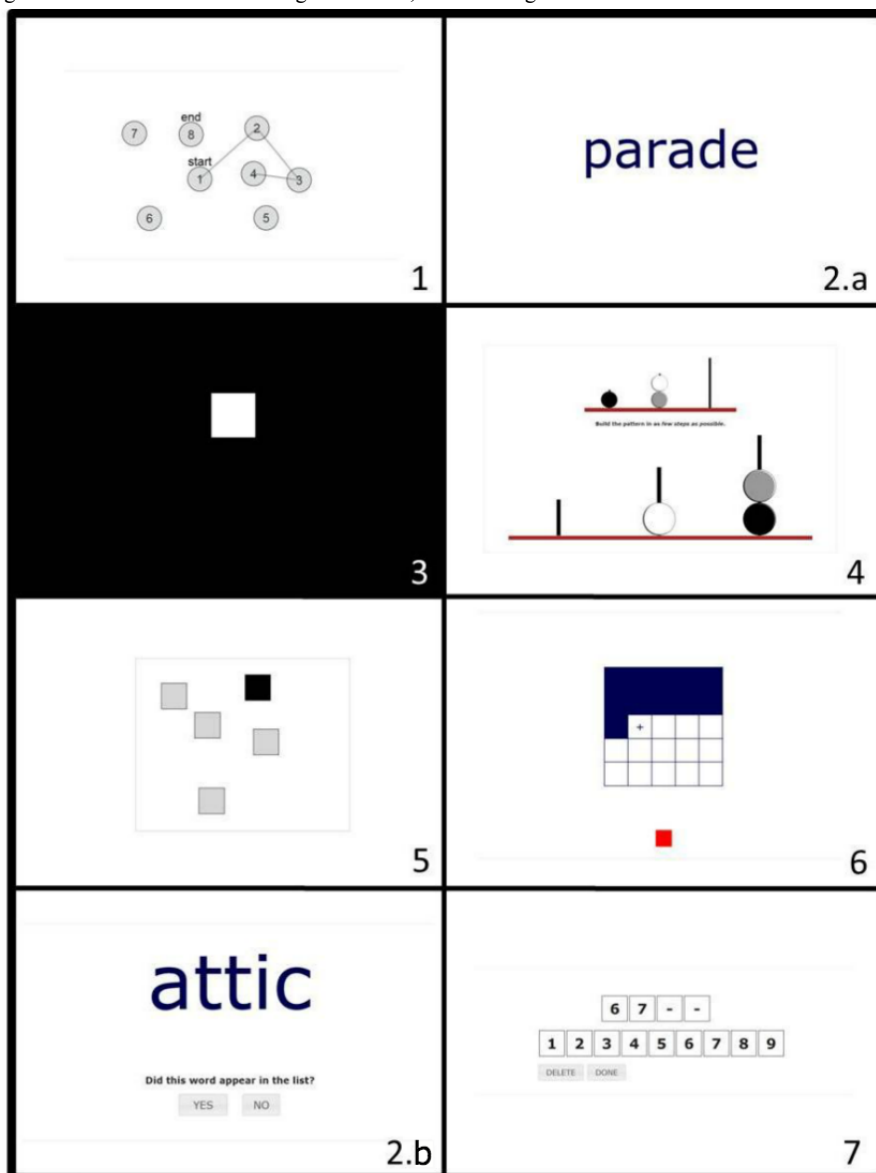 end
7 8 2
start
1 4 3
6 5
1
parade
2.a
3
Build the pattern in as few steps as possible.
4
5
+
6
attic
Did this word appear in the list?
YES NO
2.b
6 7 - -
1 2 3 4 5 6 7 8 9
DELETE DONE
7